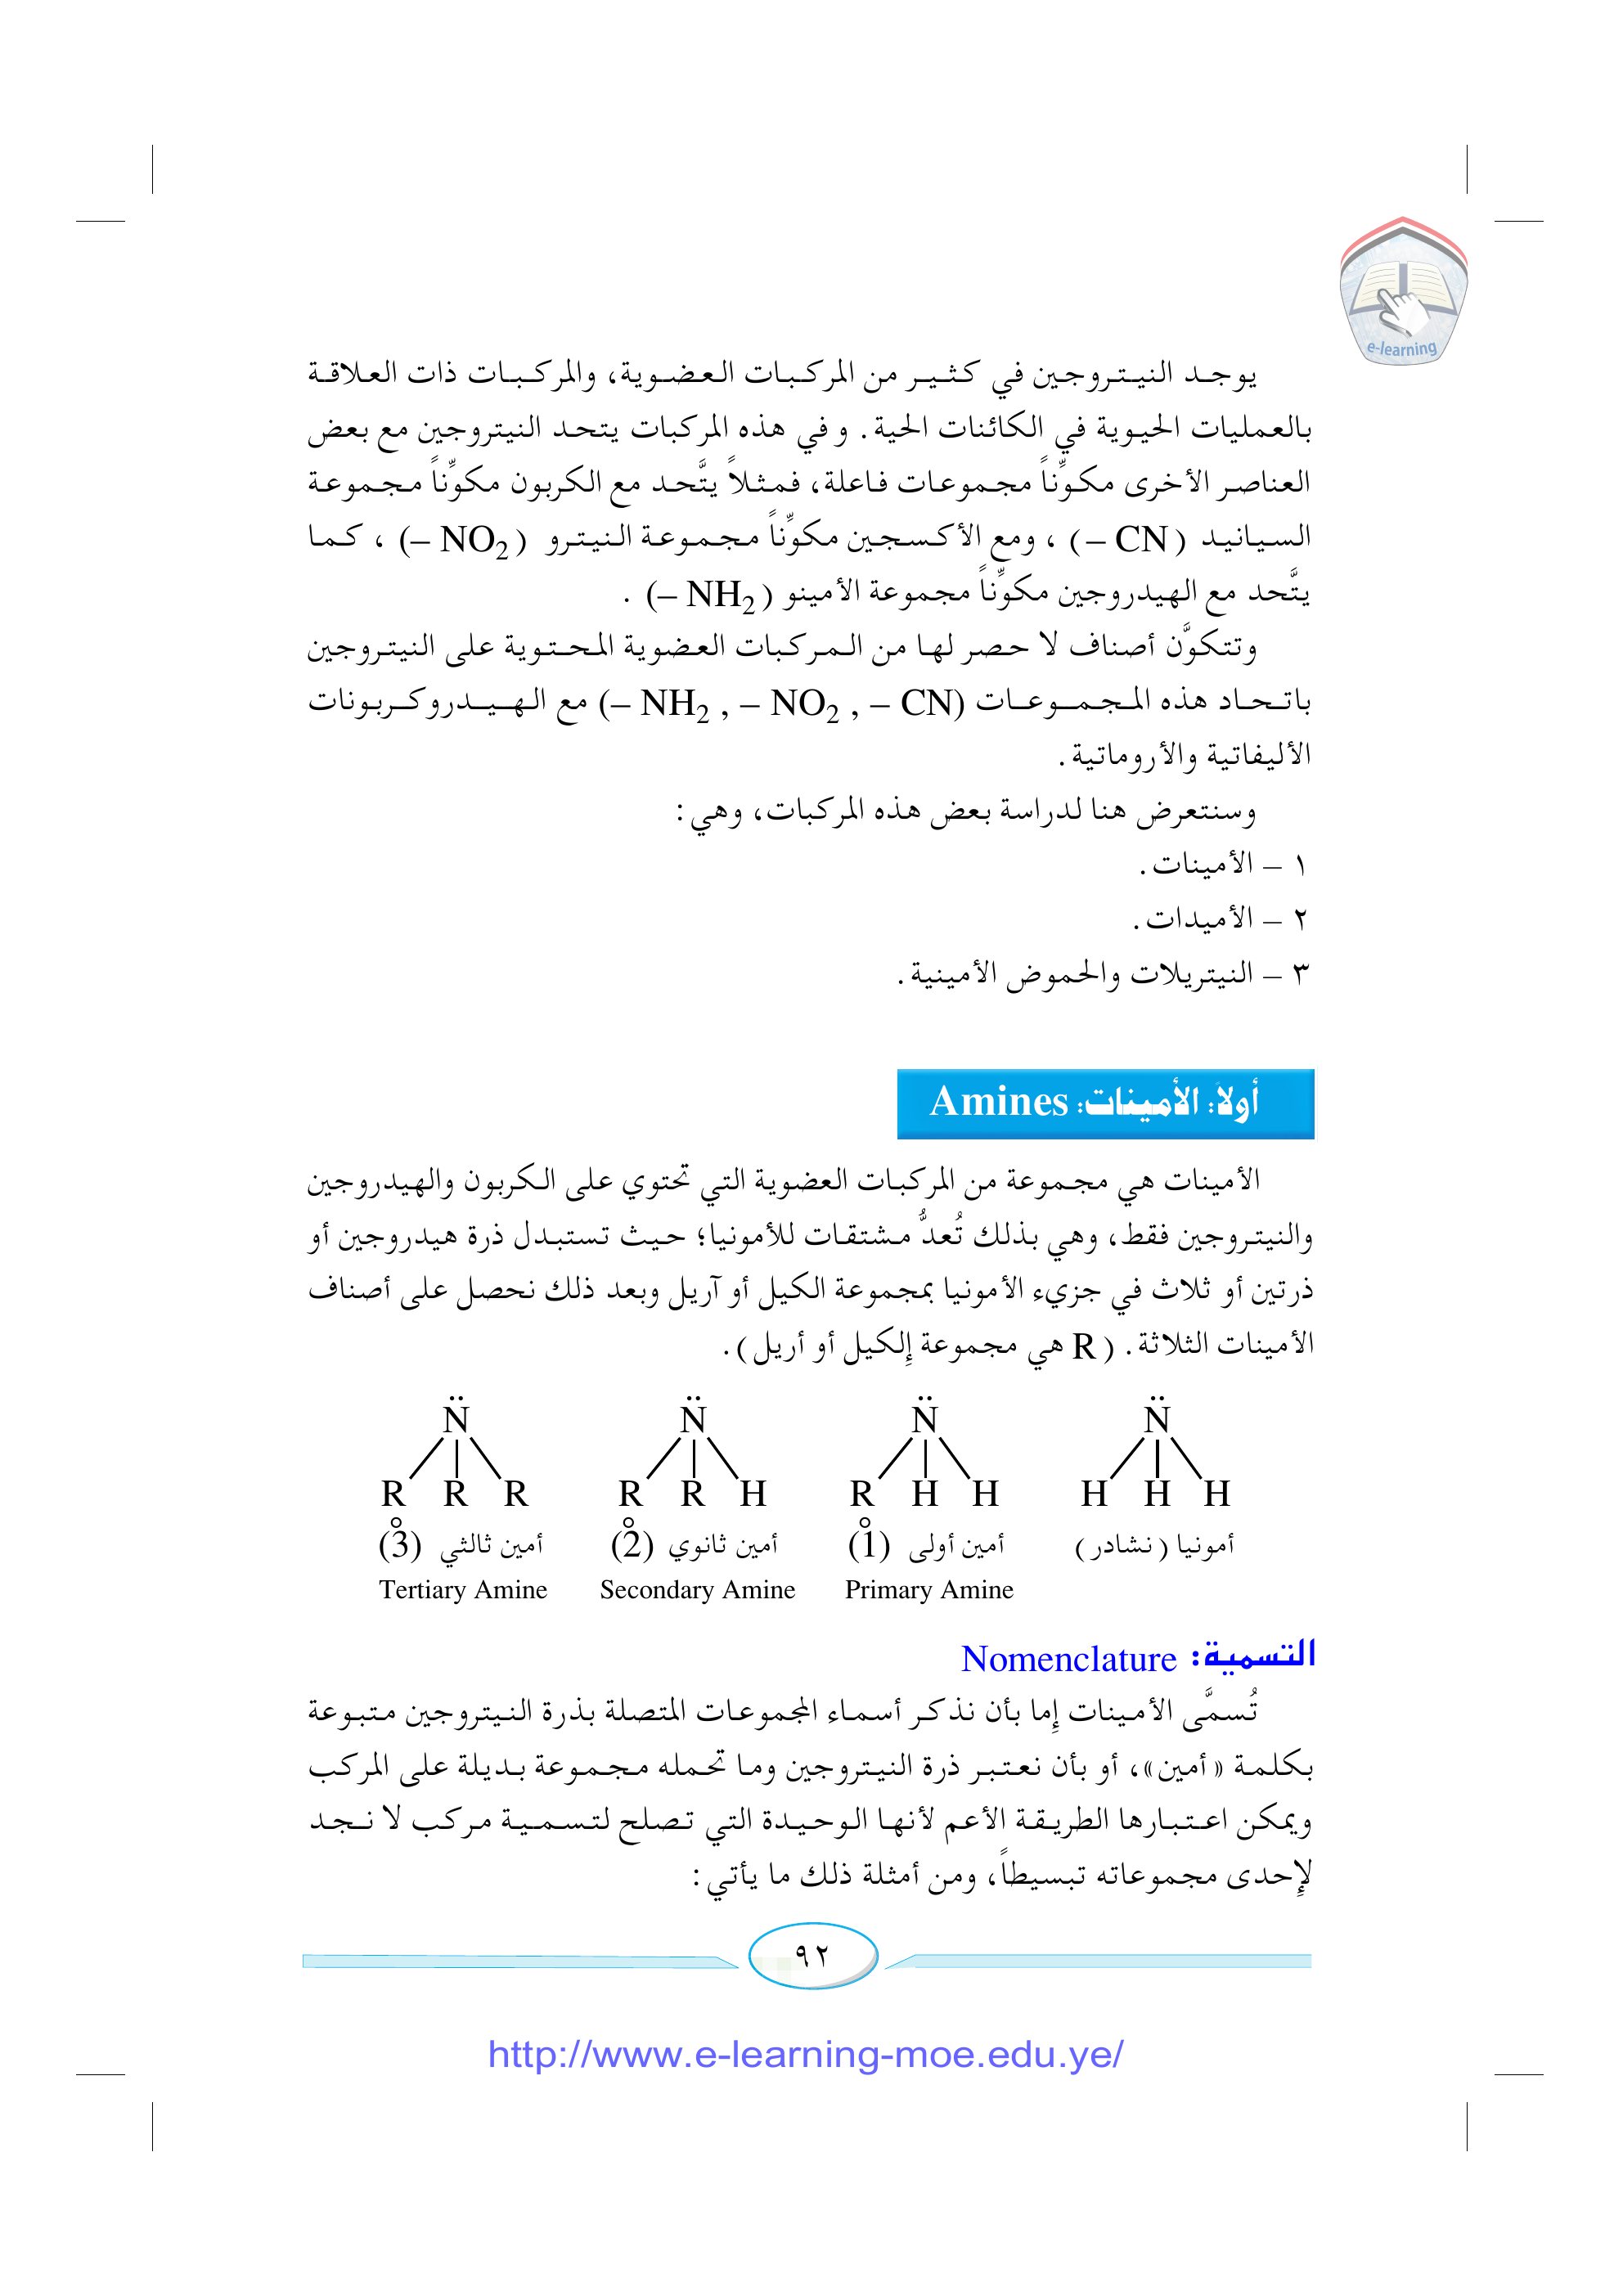 e-learning
يوجد النيتروجين في كثير من المركبات العضوية، والمركبات ذات العلاقة
بالعمليات الحيوية في الكائنات الحية. وفي هذه المركبات يتحد النيتروجين مع بعض
العناصر الأخرى مكوِّناً مجموعات فاعلة، فمثلاً يتَّحد مع الكربون مكوِّناً مجموعة
السيانيد (– CN) ، ومع الأكسجين مكوِّناً مجموعة النيترو (– NO₂) ، كما
يتَّحد مع الهيدروجين مكوِّناً مجموعة الأمينو (– NH₂) .
وتتكوَّن أصناف لا حصر لها من المركبات العضوية المحتوية على النيتروجين
باتحاد هذه المجموعات (– NH₂ , – NO₂ , – CN) مع الهيدروكربونات
الأليفاتية والأروماتية .
وسنتعرض هنا لدراسة بعض هذه المركبات، وهي :
١ – الأمينات .
٢ – الأميدات .
٣ – النيتريلات والحموض الأمينية .
أولاً: الأمينات: Amines
الأمينات هي مجموعة من المركبات العضوية التي تحتوي على الكربون والهيدروجين
والنيتروجين فقط، وهي بذلك تُعدُّ مشتقات للأمونيا؛ حيث تستبدل ذرة هيدروجين أو
ذرتين أو ثلاث في جزيء الأمونيا بمجموعة الكيل أو آريل وبعد ذلك نحصل على أصناف
الأمينات الثلاثة . ( R هي مجموعة إلكيل أو أريل ) .
N̈ N̈ N̈ N̈
R R R R R H R H H H H H
أمونيا ( نشادر ) أمين أولى (1̊) أمين ثانوي (2̊) أمين ثالثي (3̊)
Tertiary Amine Secondary Amine Primary Amine
التسمية: Nomenclature
تُسمَّى الأمينات إما بأن نذكر أسماء المجموعات المتصلة بذرة النيتروجين متبوعة
بكلمة « أمين »، أو بأن نعتبر ذرة النيتروجين وما تحمله مجموعة بديلة على المركب
ويمكن اعتبارها الطريقة الأعم لأنها الوحيدة التي تصلح لتسمية مركب لا نجد
لإحدى مجموعاته تبسيطاً، ومن أمثلة ذلك ما يأتي :
٩٢
http://www.e-learning-moe.edu.ye/